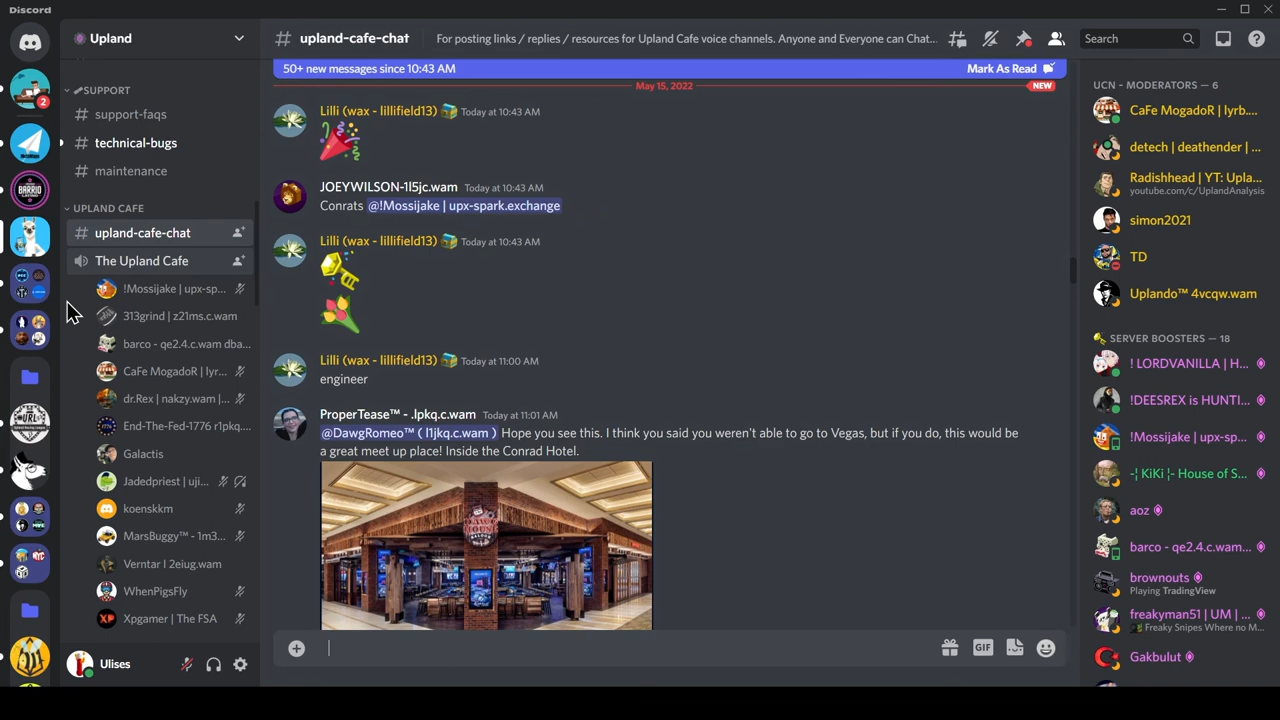 Discord
Upland
SUPPORT
support-faqs
technical-bugs
maintenance
UPLAND CAFE
upland-cafe-chat
The Upland Cafe
!Mossijake | upx-sp...
313grind | z21ms.c.wam
barco - qe2.4.c.wam dba...
CaFe MogadoR | lyr...
dr.Rex | nakzy.wam |...
End-The-Fed-1776 r1pkq....
Galactis
Jadedpriest | uji...
koenskkm
MarsBuggy™ - 1m3...
Verntar I 2eiug.wam
WhenPigsFly
Xpgamer | The FSA
Ulises
2
# upland-cafe-chat
For posting links / replies / resources for Upland Cafe voice channels. Anyone and Everyone can Chat...
Search
50+ new messages since 10:43 AM
Mark As Read
May 15, 2022
NEW
Lilli (wax - lillifield13) Today at 10:43 AM
JOEYWILSON-1l5jc.wam Today at 10:43 AM
Conrats @!Mossijake | upx-spark.exchange
Lilli (wax - lillifield13) Today at 10:43 AM
Lilli (wax - lillifield13) Today at 11:00 AM
engineer
ProperTease™ - .lpkq.c.wam Today at 11:01 AM
@DawgRomeo™ ( l1jkq.c.wam ) Hope you see this. I think you said you weren't able to go to Vegas, but if you do, this would be
a great meet up place! Inside the Conrad Hotel.
GIF
UCN - MODERATORS — 6
CaFe MogadoR | lyrb....
detech | deathender | ...
Radishhead | YT: Upla...
youtube.com/c/UplandAnalysis
simon2021
TD
Uplando™ 4vcqw.wam
SERVER BOOSTERS — 18
! LORDVANILLA | H...
!DEESREX is HUNTI...
!Mossijake | upx-sp...
-¦ KiKi ¦- House of S...
aoz
barco - qe2.4.c.wam...
brownouts
Playing TradingView
freakyman51 | UM | ...
Freaky Snipes Where no M...
Gakbulut